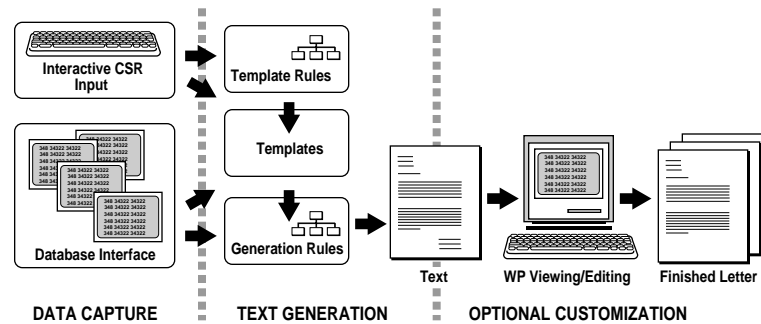 Interactive CSR
Input
Template Rules
Templates
348 34322 34322
348 34322 34322
348 34322 34322
348 34322 34322
348 34322 34322
348 34322 34322
348 34322 34322
348 34322 34322
348 34322 34322
348 34322 34322
348 34322 34322
348 34322 34322
Database Interface
Generation Rules
Text
348 34322 34322
348 34322 34322
348 34322 34322
348 34322 34322
348 34322 34322
348 34322 34322
WP Viewing/Editing
Finished Letter
DATA CAPTURE
TEXT GENERATION
OPTIONAL CUSTOMIZATION